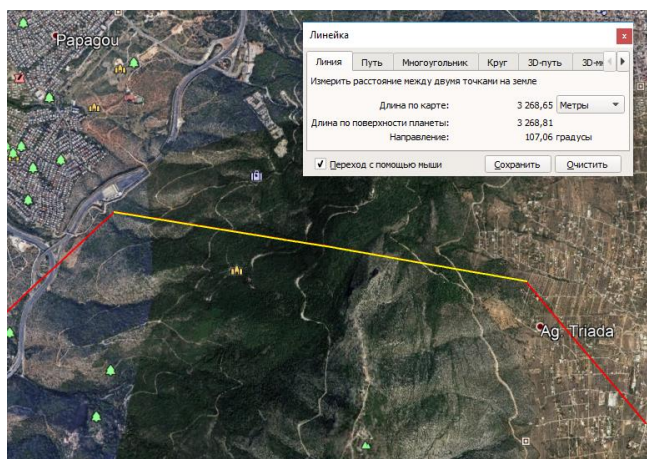 Papagou
Линейка
x
Линия Путь Многоугольник Круг 3D-путь
Измерить расстояние между двумя точками на земле
Длина по карте: 3 268,65 Метры
Длина по поверхности планеты: 3 268,81
Направление: 107,06 градусы
Переход с помощью мыши Сохранить Очистить
Ag. Triada